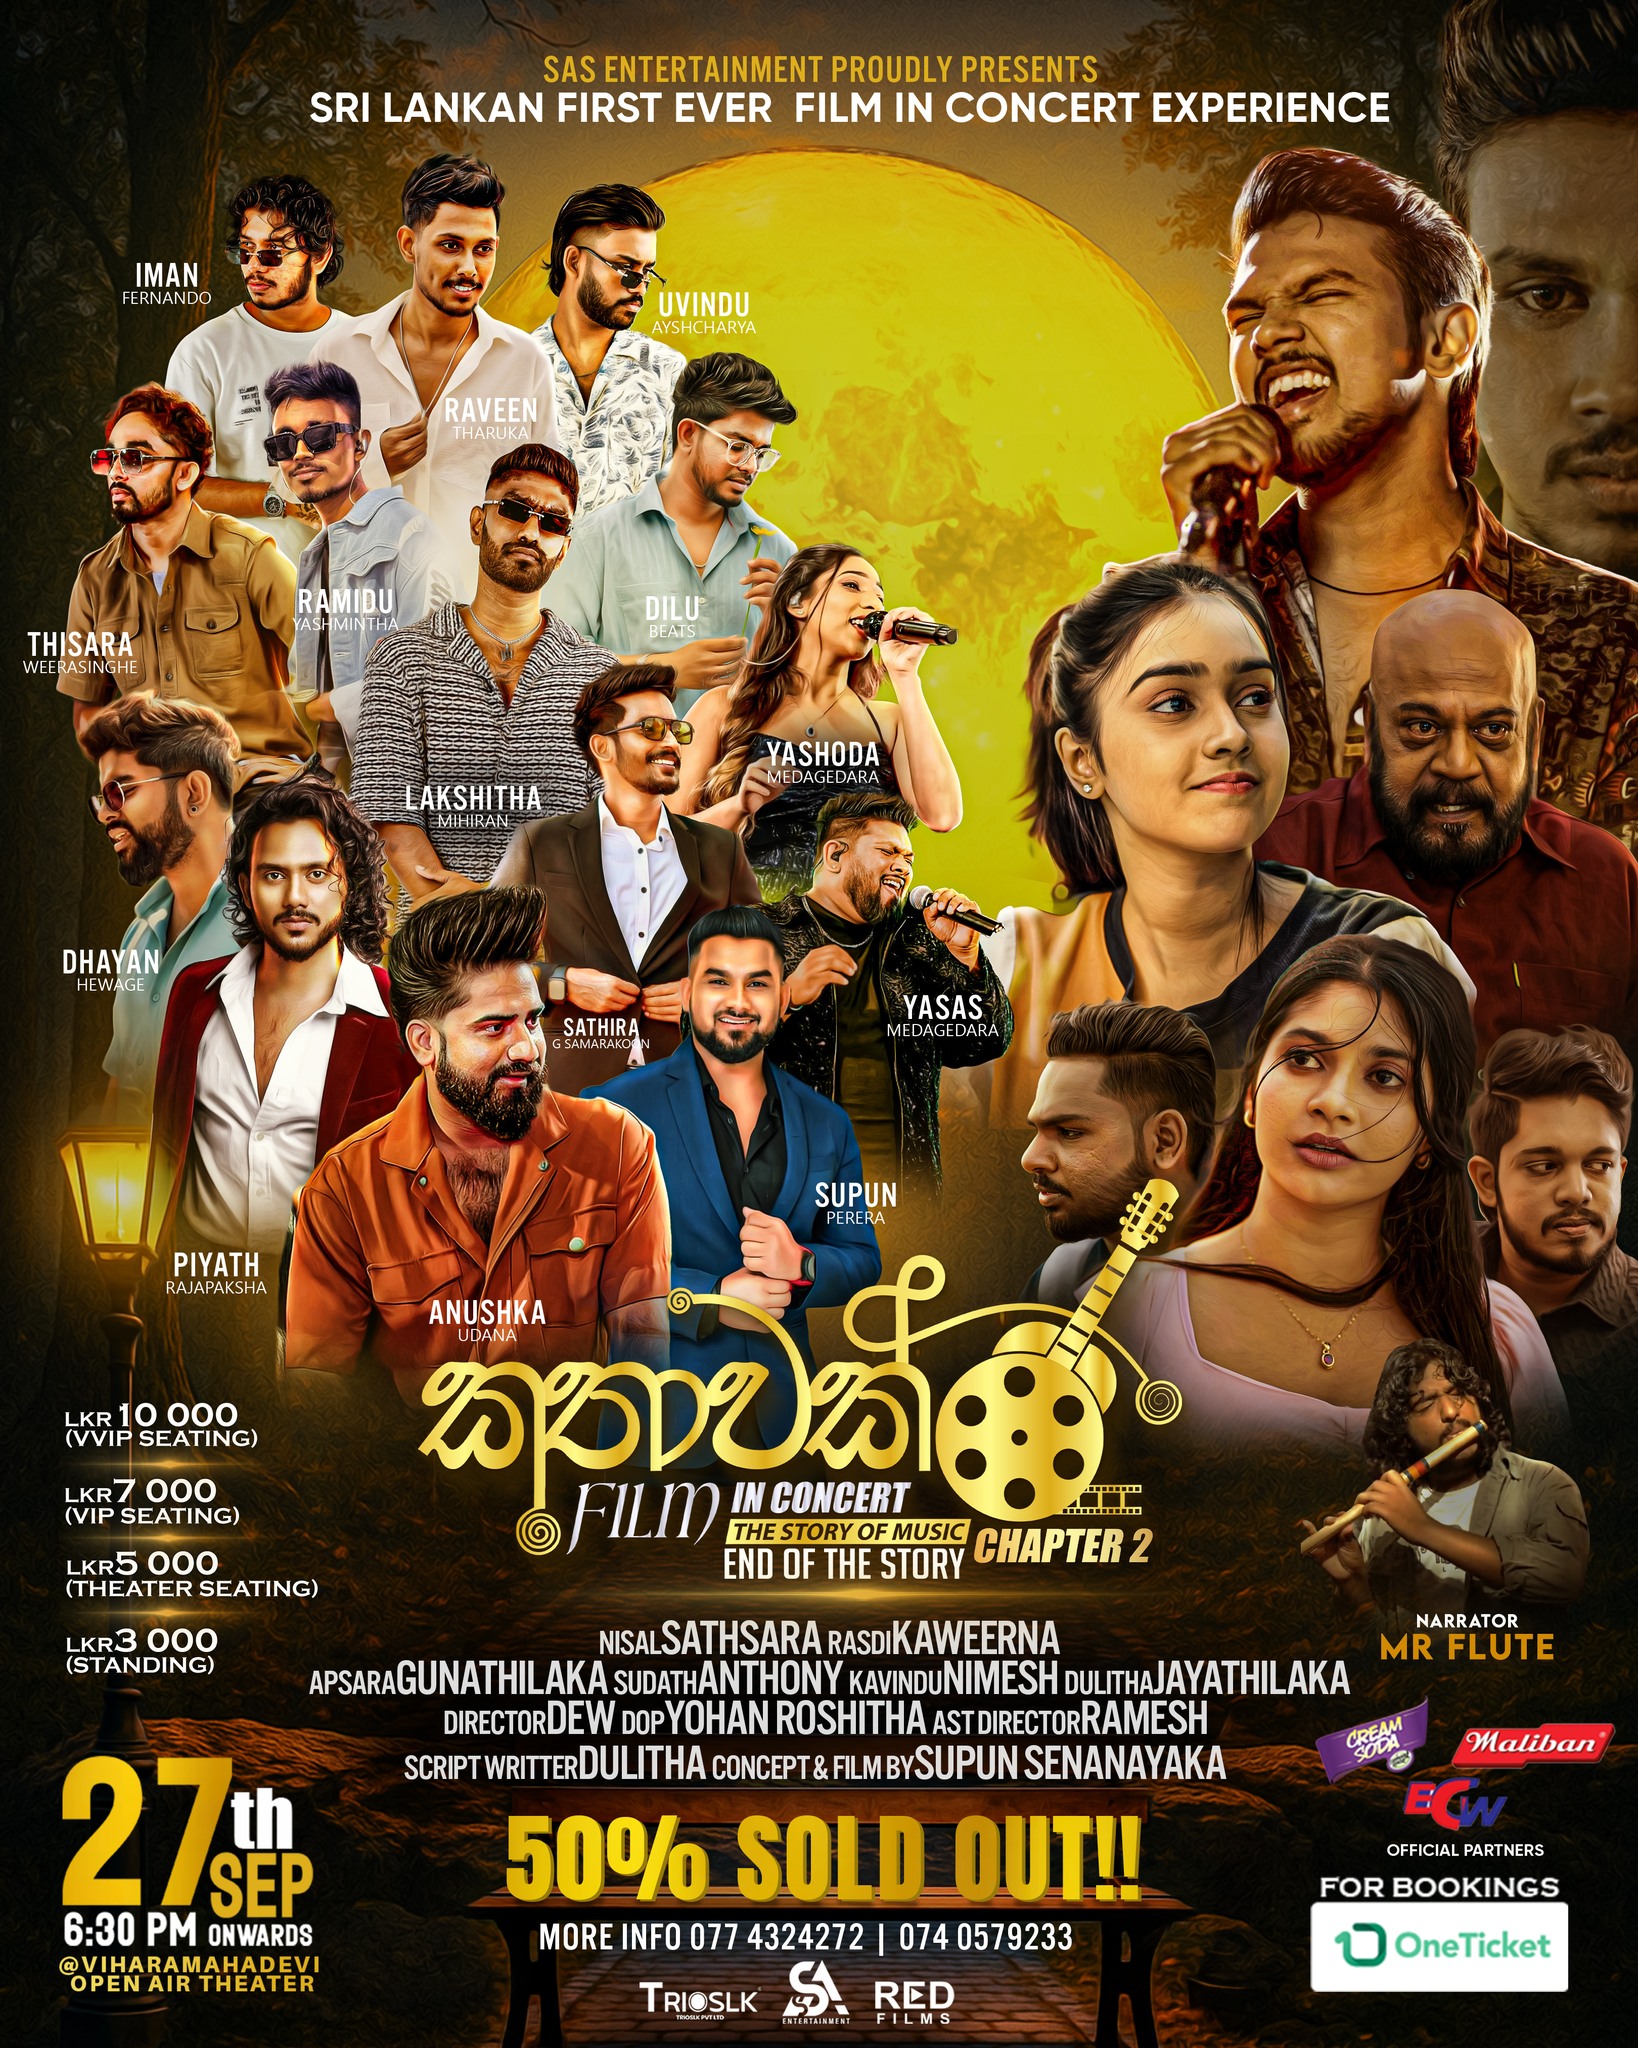 SAS ENTERTAINMENT PROUDLY PRESENTS
SRI LANKAN FIRST EVER FILM IN CONCERT EXPERIENCE
IMAN
FERNANDO
UVINDU
AYSHCHARYA
RAVEEN
THARUKA
RAMIDU
YASHMINTHA
DILU
BEATS
THISARA
WEERASINGHE
YASHODA
MEDAGEDARA
LAKSHITHA
MIHIRAN
DHAYAN
HEWAGE
SATHIRA
G SAMARAKOON
YASAS
MEDAGEDARA
SUPUN
PERERA
PIYATH
RAJAPAKSHA
ANUSHKA
UDANA
කතාවක්
FILM IN CONCERT
THE STORY OF MUSIC
END OF THE STORY
CHAPTER 2
LKR 10 000
(VVIP SEATING)
LKR 7 000
(VIP SEATING)
LKR 5 000
(THEATER SEATING)
LKR 3 000
(STANDING)
NARRATOR
MR FLUTE
NISAL SATHSARA RASDI KAWEERNA
APSARA GUNATHILAKA SUDATH ANTHONY KAVINDU NIMESH DULITHA JAYATHILAKA
DIRECTOR DEW DOP YOHAN ROSHITHA AST DIRECTOR RAMESH
SCRIPT WRITTER DULITHA CONCEPT & FILM BY SUPUN SENANAYAKA
27th
SEP
6:30 PM ONWARDS
@VIHARAMAHADEVI
OPEN AIR THEATER
50% SOLD OUT!!
MORE INFO 077 4324272 | 074 0579233
TRIOSLK
TRIOSLK PVT LTD
SA
ENTERTAINMENT
RED
FILMS
CREAM
SODA
Maliban
ECW
OFFICIAL PARTNERS
FOR BOOKINGS
OneTicket